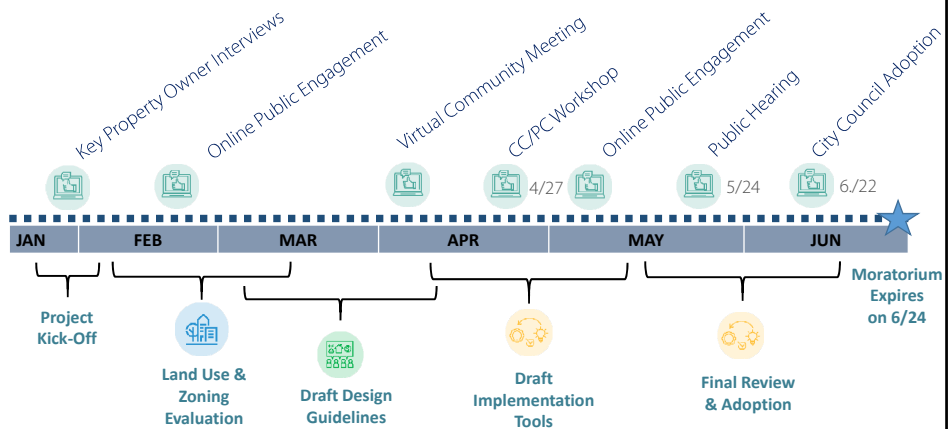 Key Property Owner Interviews
Online Public Engagement
Virtual Community Meeting
CC/PC Workshop
Online Public Engagement
Public Hearing
City Council Adoption
4/27
5/24
6/22
JAN
FEB
MAR
APR
MAY
JUN
Project
Kick-Off
Land Use &
Zoning
Evaluation
Draft Design
Guidelines
Draft
Implementation
Tools
Final Review
& Adoption
Moratorium
Expires
on 6/24